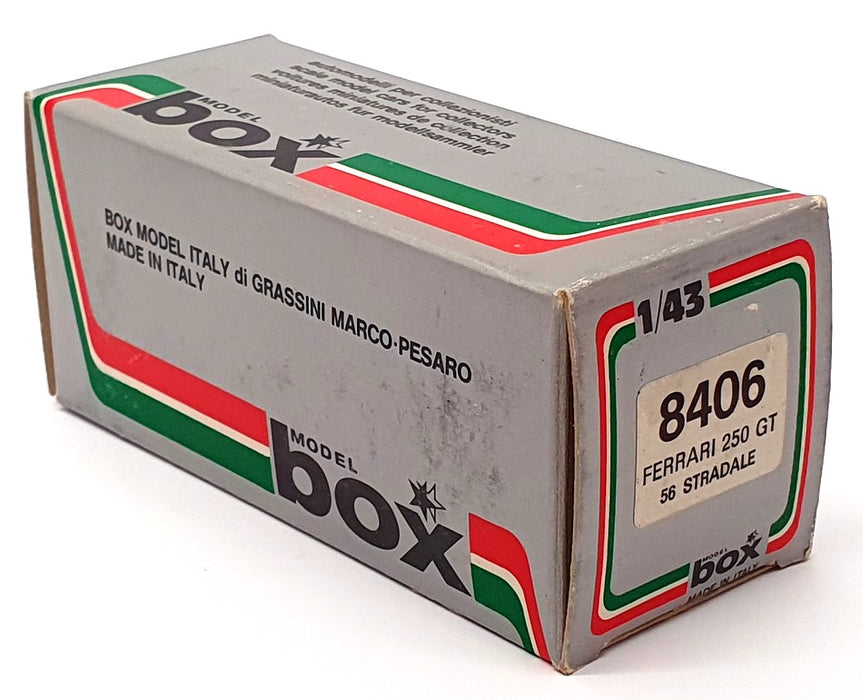 automodelli per collezionisti
scale model cars for collectors
voitures miniatures de collection
miniaturautos fur modellsammler
MODEL
box
BOX MODEL ITALY di GRASSINI MARCO-PESARO
MADE IN ITALY
MODEL
box
1/43
8406
FERRARI 250 GT
56 STRADALE
MODEL
box
MADE IN ITALY